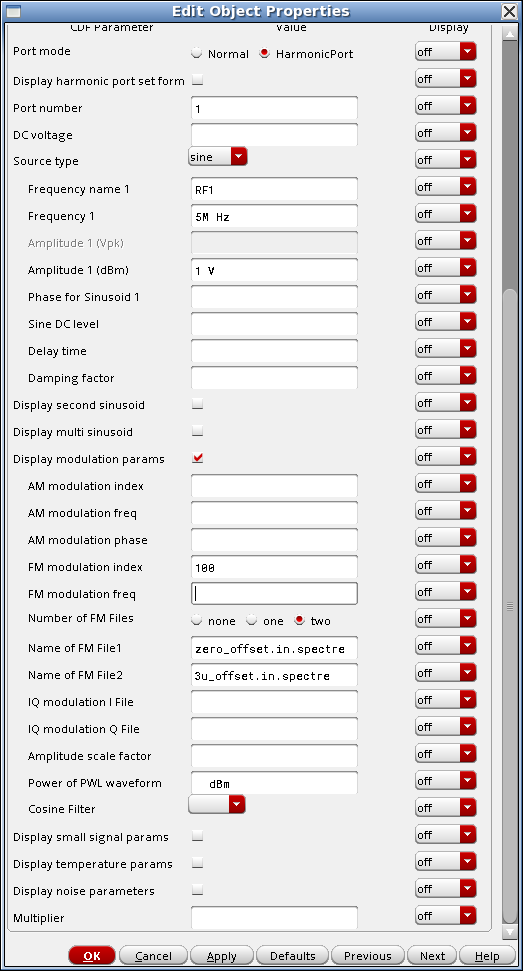 Edit Object Properties
CDF Parameter Value Display
Port mode Normal HarmonicPort off
Display harmonic port set form off
Port number 1 off
DC voltage off
Source type sine off
Frequency name 1 RF1 off
Frequency 1 5M Hz off
Amplitude 1 (Vpk) off
Amplitude 1 (dBm) 1 V off
Phase for Sinusoid 1 off
Sine DC level off
Delay time off
Damping factor off
Display second sinusoid off
Display multi sinusoid off
Display modulation params off
AM modulation index off
AM modulation freq off
AM modulation phase off
FM modulation index 100 off
FM modulation freq off
Number of FM Files none one two off
Name of FM File1 zero_offset.in.spectre off
Name of FM File2 3u_offset.in.spectre off
IQ modulation I File off
IQ modulation Q File off
Amplitude scale factor off
Power of PWL waveform dBm off
Cosine Filter off
Display small signal params off
Display temperature params off
Display noise parameters off
Multiplier off
OK Cancel Apply Defaults Previous Next Help